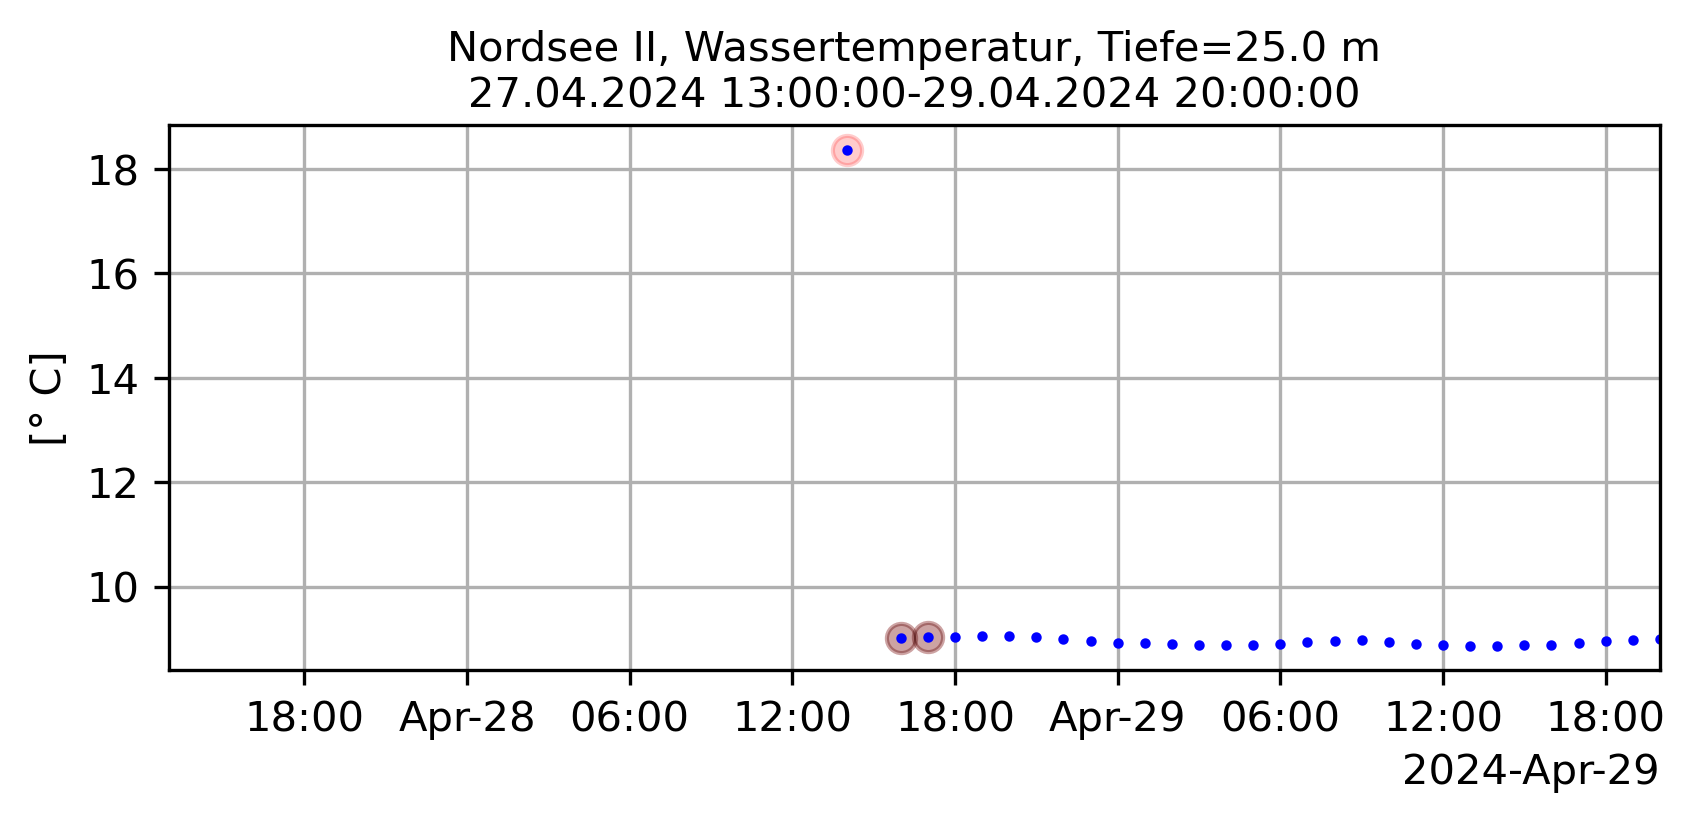 Nordsee II, Wassertemperatur, Tiefe=25.0 m
27.04.2024 13:00:00-29.04.2024 20:00:00
[° C]
18
16
14
12
10
18:00 Apr-28 06:00 12:00 18:00 Apr-29 06:00 12:00 18:00
2024-Apr-29